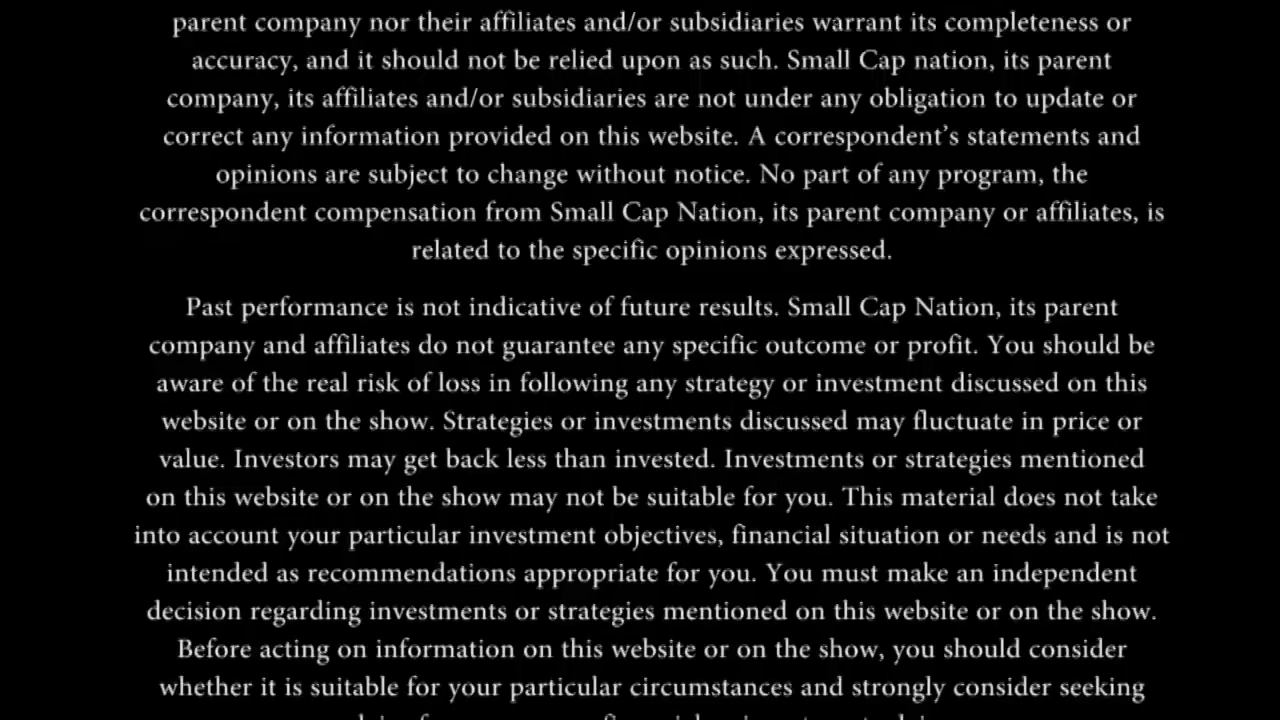 parent company nor their affiliates and/or subsidiaries warrant its completeness or
accuracy, and it should not be relied upon as such. Small Cap nation, its parent
company, its affiliates and/or subsidiaries are not under any obligation to update or
correct any information provided on this website. A correspondent’s statements and
opinions are subject to change without notice. No part of any program, the
correspondent compensation from Small Cap Nation, its parent company or affiliates, is
related to the specific opinions expressed.
Past performance is not indicative of future results. Small Cap Nation, its parent
company and affiliates do not guarantee any specific outcome or profit. You should be
aware of the real risk of loss in following any strategy or investment discussed on this
website or on the show. Strategies or investments discussed may fluctuate in price or
value. Investors may get back less than invested. Investments or strategies mentioned
on this website or on the show may not be suitable for you. This material does not take
into account your particular investment objectives, financial situation or needs and is not
intended as recommendations appropriate for you. You must make an independent
decision regarding investments or strategies mentioned on this website or on the show.
Before acting on information on this website or on the show, you should consider
whether it is suitable for your particular circumstances and strongly consider seeking